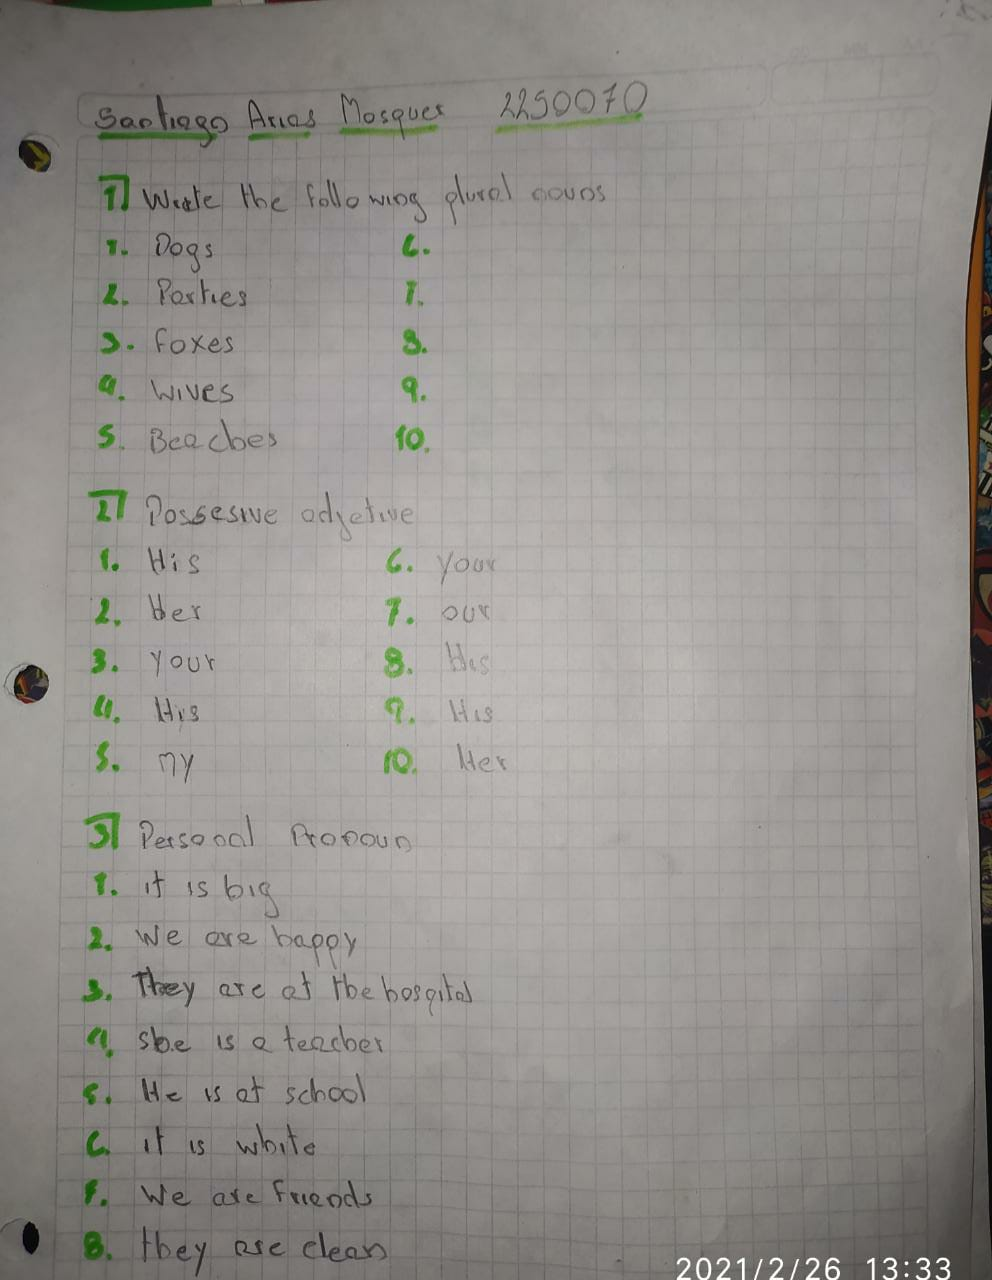 Santiago Arias Mosquer 2250070
1 Write the following plural nouns
1. Dogs 6.
2. Parties 7.
3. Foxes 8.
4. Wives 9.
5. Beaches 10.
2 Possesive adjetive
1. His 6. your
2. Her 7. our
3. your 8. His
4. His 9. His
5. my 10. Her
3 Personal Pronoun
1. it is big
2. We are happy
3. They are at the hospital
4. she is a teacher
5. He is at school
6. it is white
7. We are friends
8. they are clean
2021/2/26 13:33